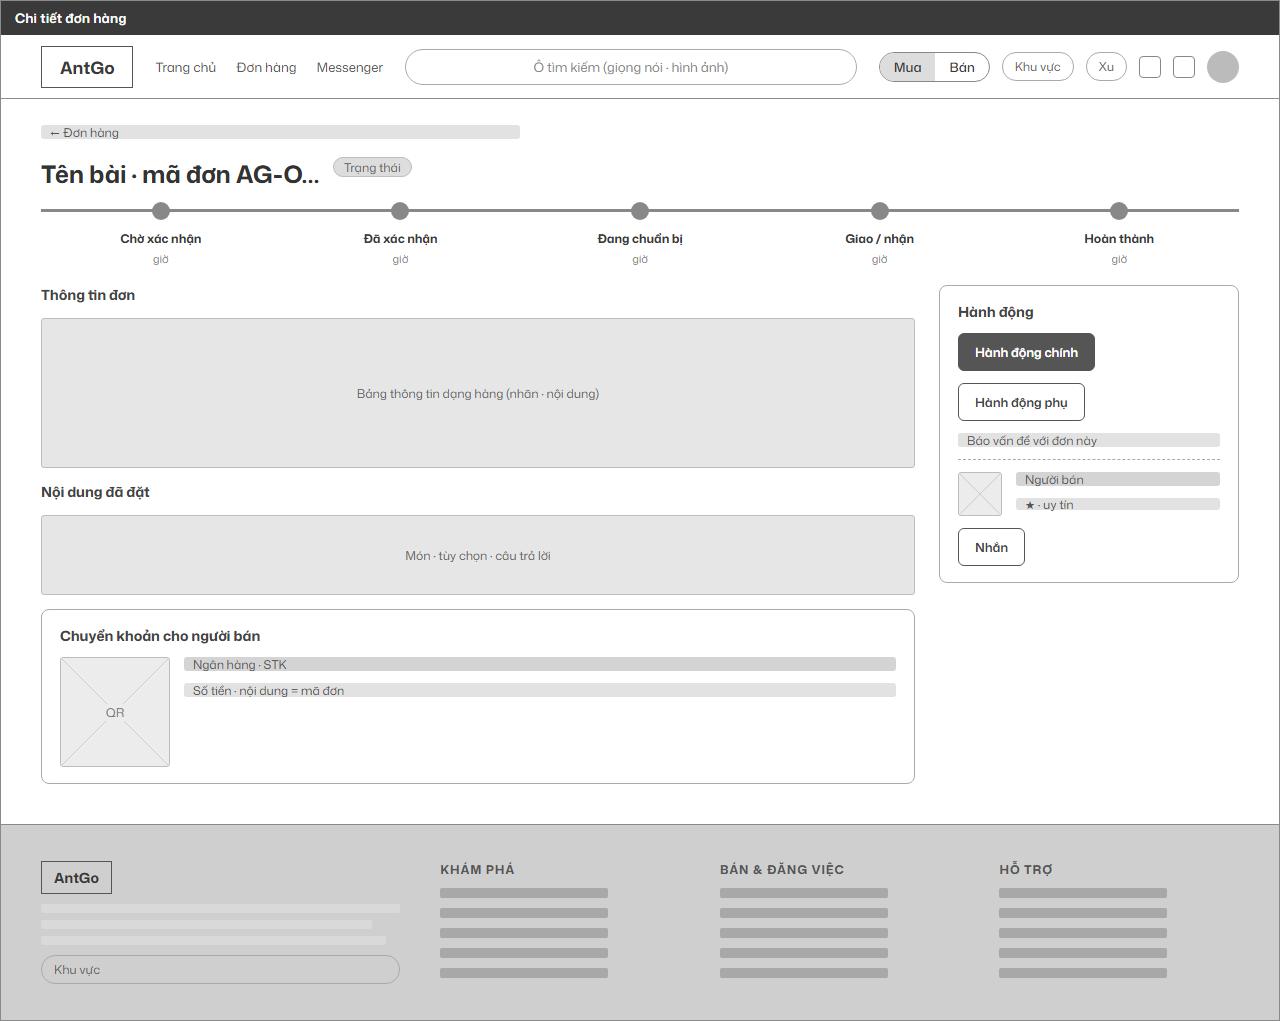 Chi tiết đơn hàng
AntGo
Trang chủ
Đơn hàng
Messenger
Ô tìm kiếm (giọng nói · hình ảnh)
Mua
Bán
Khu vực
Xu
← Đơn hàng
Tên bài · mã đơn AG-O...
Trạng thái
Chờ xác nhận
Đã xác nhận
Đang chuẩn bị
Giao / nhận
Hoàn thành
giờ
giờ
giờ
giờ
giờ
Thông tin đơn
Bảng thông tin dạng hàng (nhãn · nội dung)
Nội dung đã đặt
Món · tùy chọn · câu trả lời
Chuyển khoản cho người bán
QR
Ngân hàng · STK
Số tiền · nội dung = mã đơn
Hành động
Hành động chính
Hành động phụ
Báo vấn đề với đơn này
Người bán
★ · uy tín
Nhắn
AntGo
Khu vực
KHÁM PHÁ
BÁN & ĐĂNG VIỆC
HỖ TRỢ